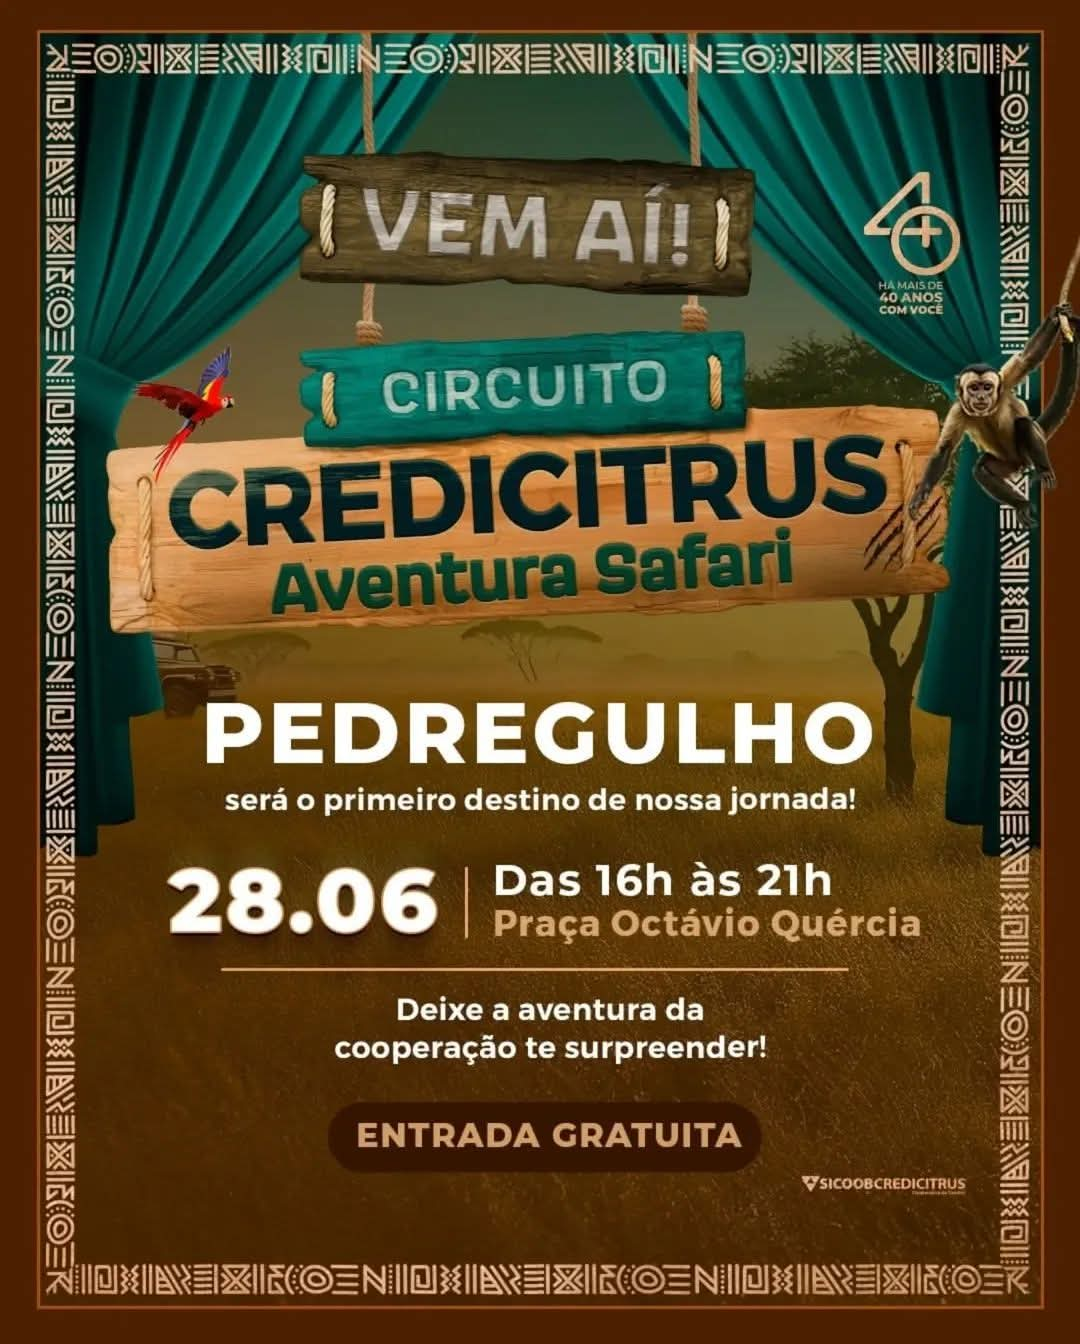 VEM AÍ!
CIRCUITO
CREDICITRUS
Aventura Safari
40+
HÁ MAIS DE
40 ANOS
COM VOCÊ
PEDREGULHO
será o primeiro destino de nossa jornada!
28.06
Das 16h às 21h
Praça Octávio Quércia
Deixe a aventura da
cooperação te surpreender!
ENTRADA GRATUITA
SICOOBCREDICITRUS